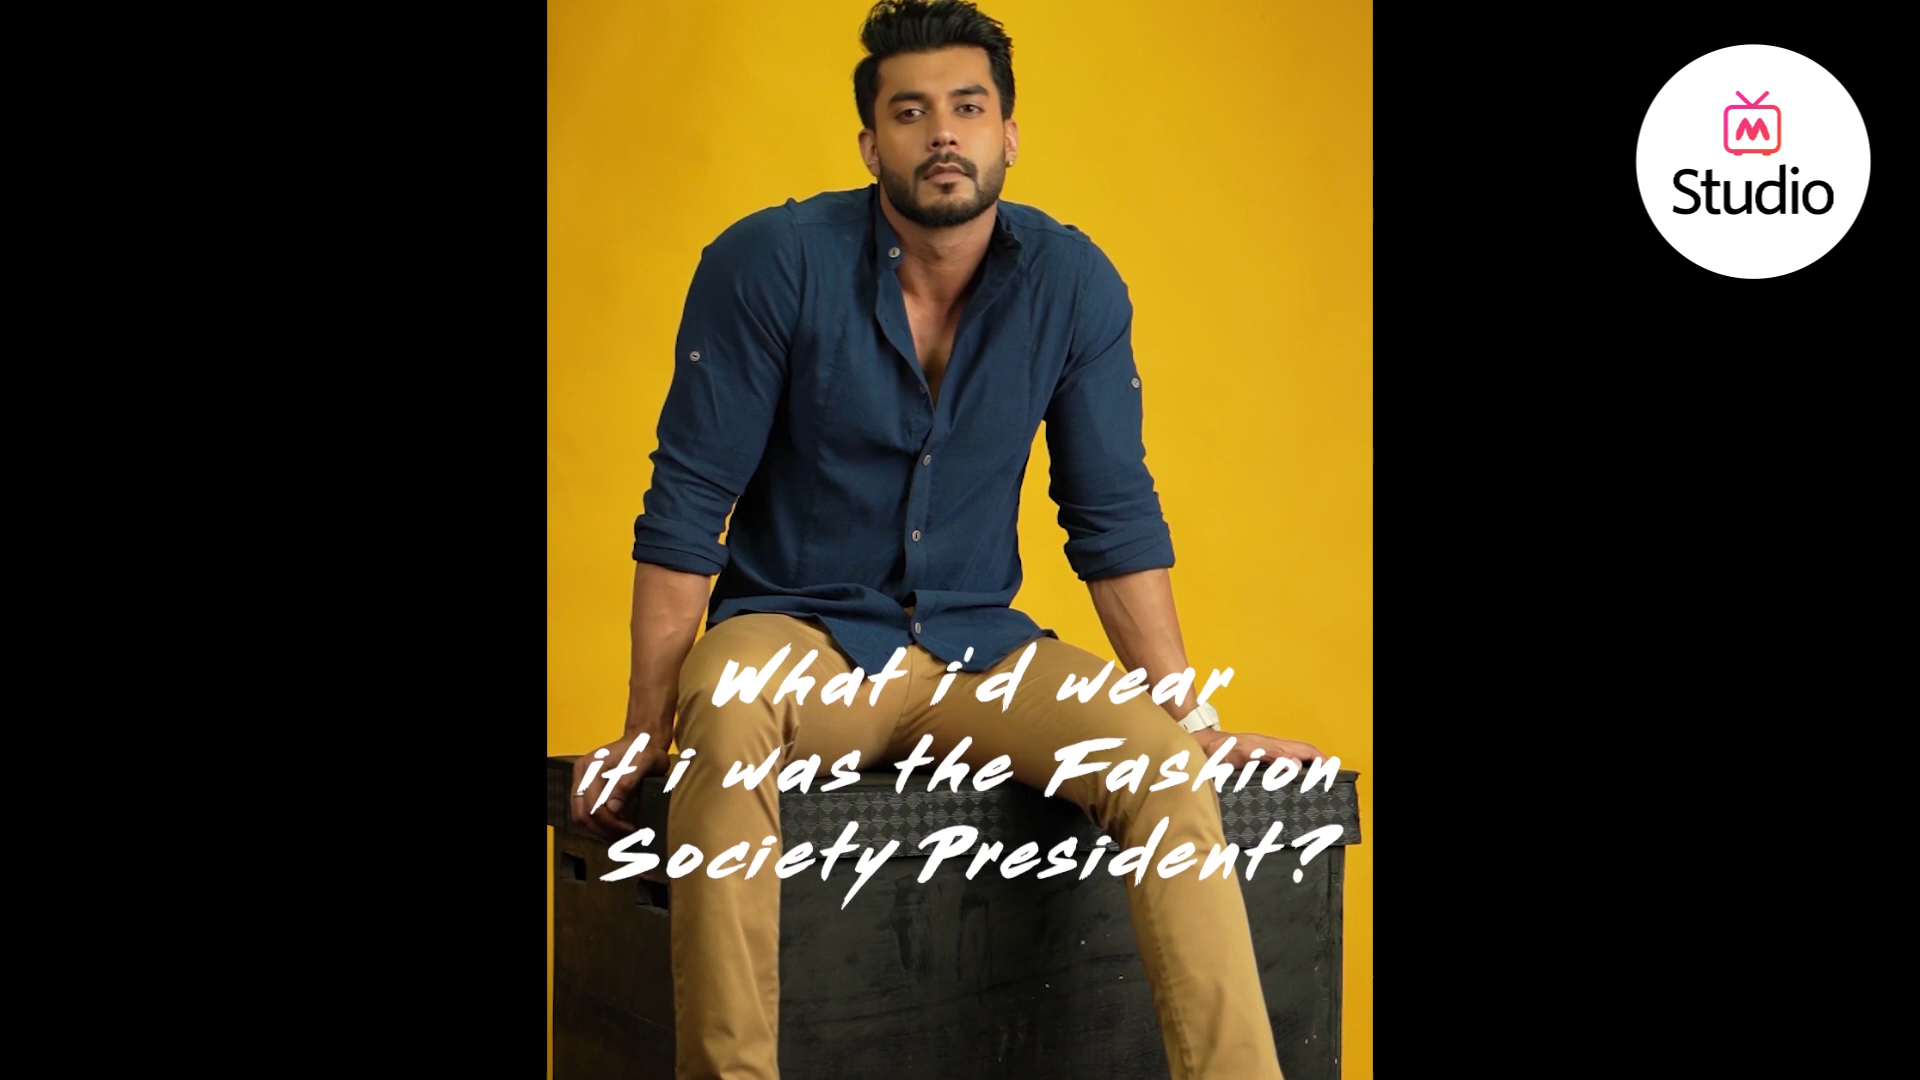 M
Studio
What i'd wear
if i was the Fashion
Society President?